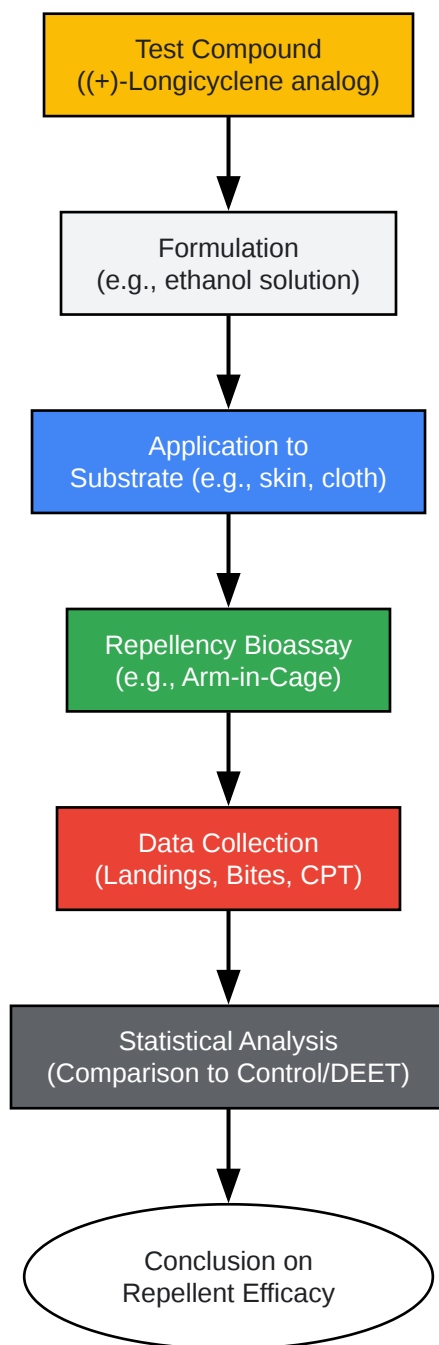 Test Compound
((+)-Longicyclene analog)
Formulation
(e.g., ethanol solution)
Application to
Substrate (e.g., skin, cloth)
Repellency Bioassay
(e.g., Arm-in-Cage)
Data Collection
(Landings, Bites, CPT)
Statistical Analysis
(Comparison to Control/DEET)
Conclusion on
Repellent Efficacy